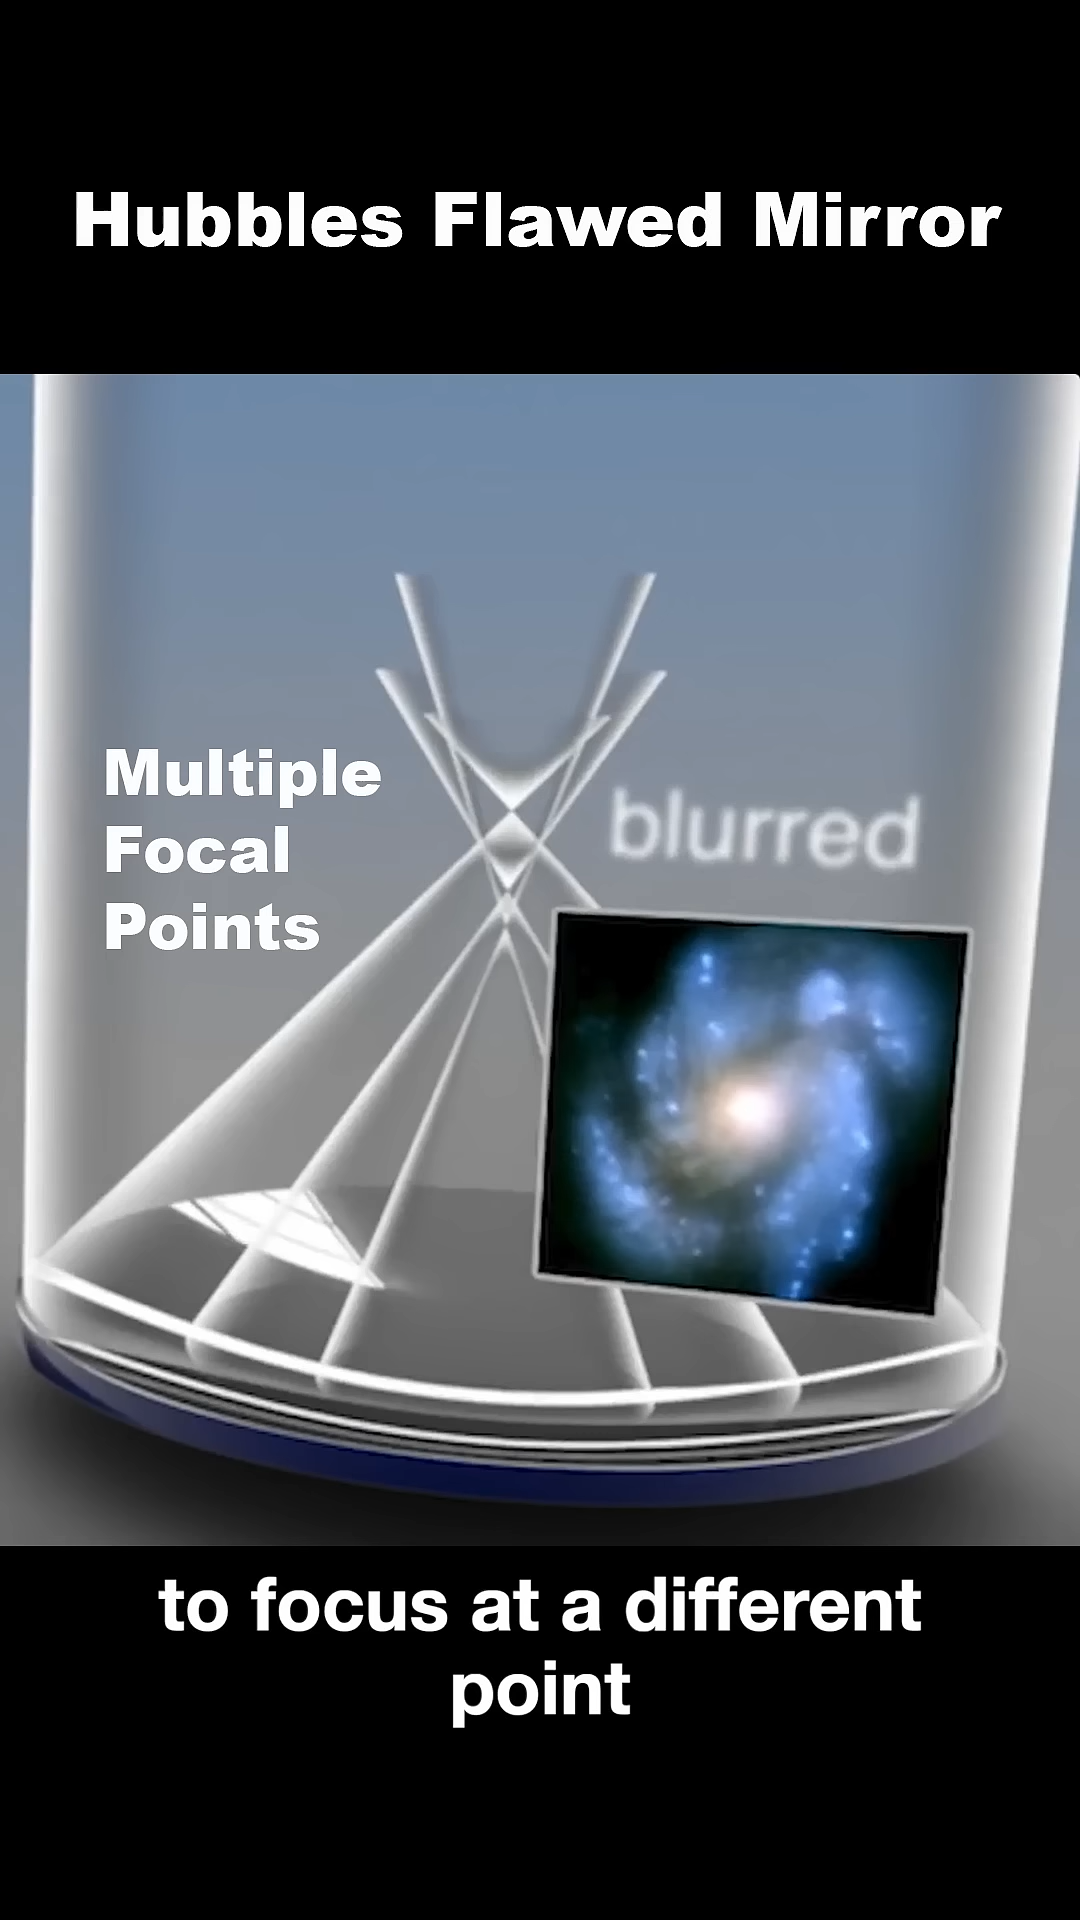 Hubbles Flawed Mirror
Multiple
Focal
Points
blurred
to focus at a different
point